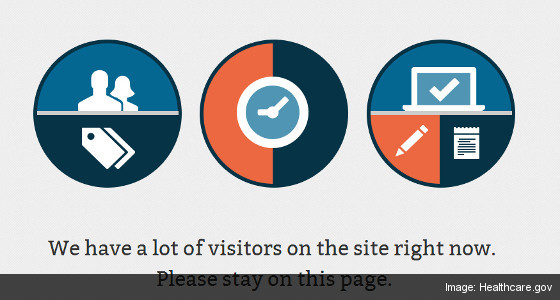 We have a lot of visitors on the site right now.
Please stay on this page.
Image: Healthcare.gov